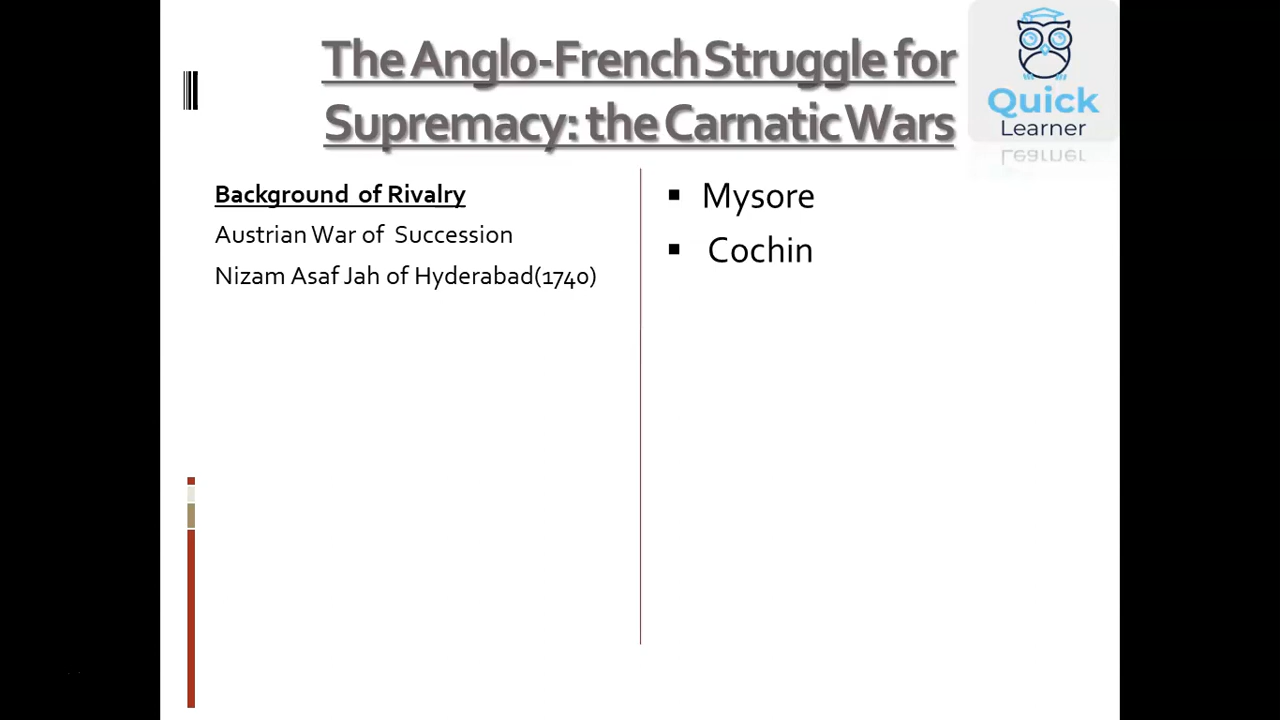 The Anglo-French Struggle for
Supremacy: the Carnatic Wars
Quick
Learner
Background of Rivalry
Austrian War of Succession
Nizam Asaf Jah of Hyderabad(1740)
▪ Mysore
▪ Cochin